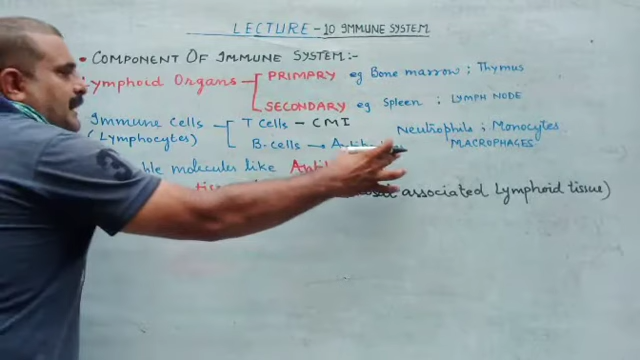 LECTURE - 10 IMMUNE SYSTEM
• COMPONENT OF IMMUNE SYSTEM :-
Lymphoid Organs PRIMARY eg Bone marrow ; Thymus
SECONDARY eg Spleen ; LYMPH NODE
Immune Cells T Cells - CMI Neutrophils ; Monocytes
(Lymphocytes) B. cells → MACROPHAGES
molecules like
associated Lymphoid tissue)